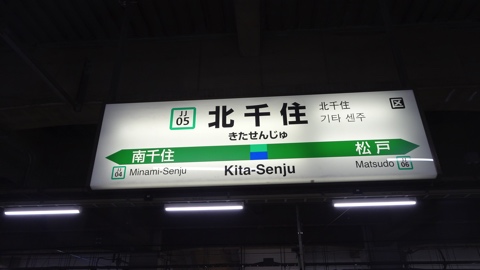 JJ
05
北千住
北千住
기타 센주
区
きたせんじゅ
南千住
松戸
JJ
04
Minami-Senju
Kita-Senju
Matsudo
JJ
06